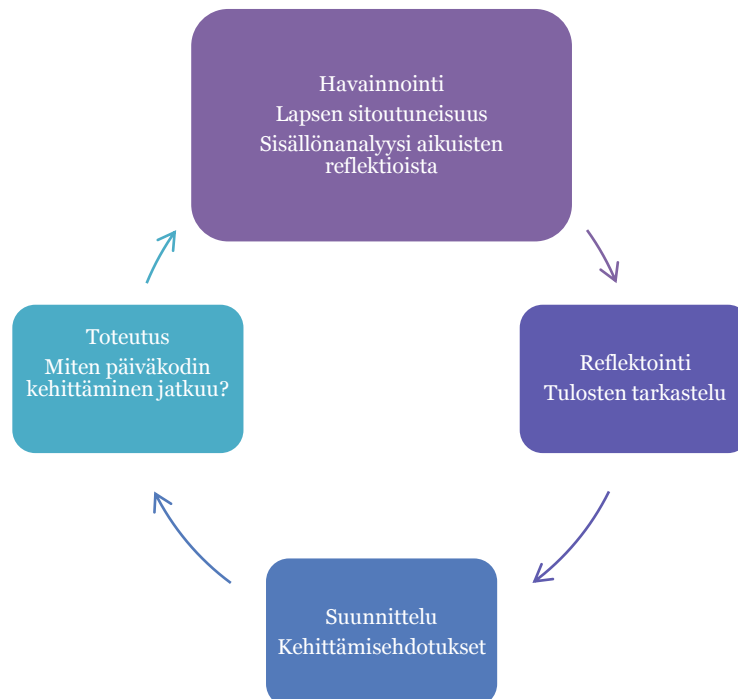 Havainnointi
Lapsen sitoutuneisuus
Sisällönanalyysi aikuisten
reflektioista
Toteutus
Miten päiväkodin
kehittäminen jatkuu?
Reflektointi
Tulosten tarkastelu
Suunnittelu
Kehittämisehdotukset